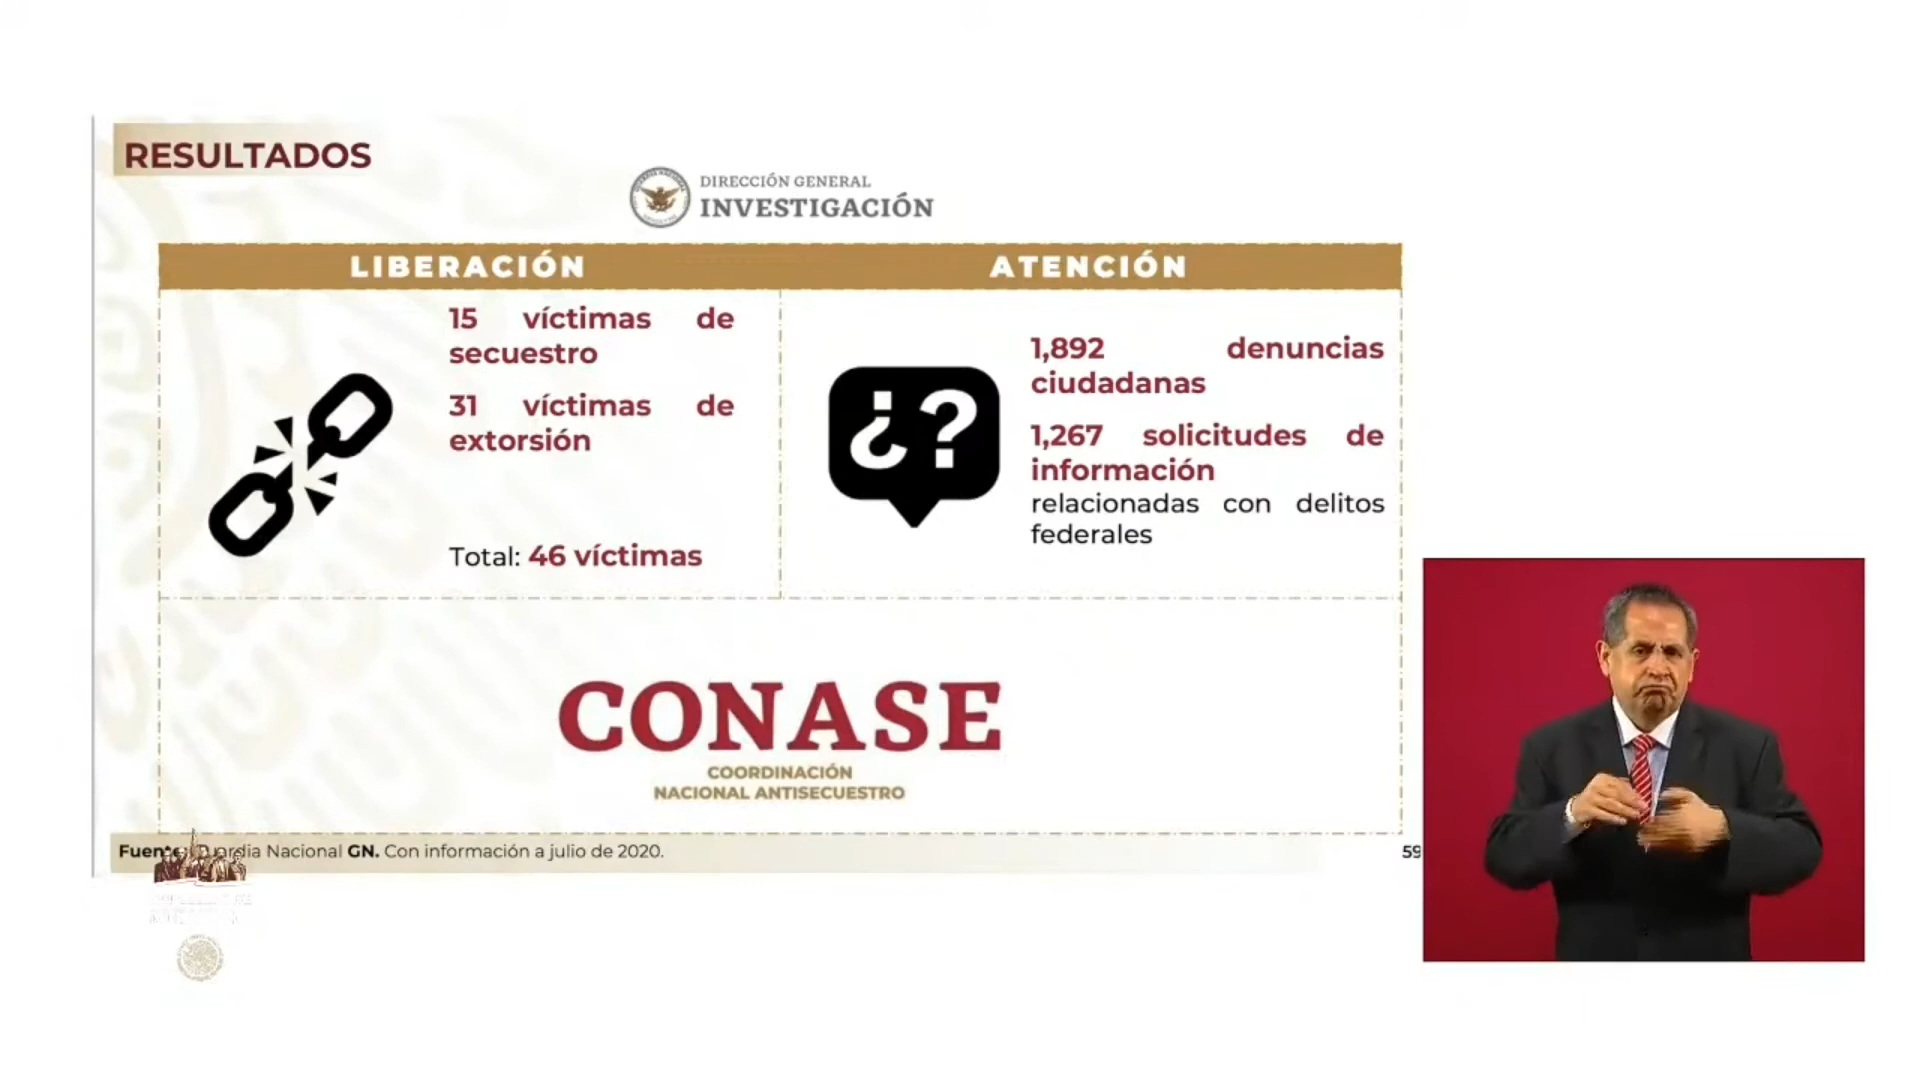 RESULTADOS
DIRECCIÓN GENERAL
INVESTIGACIÓN
LIBERACIÓN
15 víctimas de
secuestro
31 víctimas de
extorsión
Total: 46 víctimas
ATENCIÓN
¿?
1,892 denuncias
ciudadanas
1,267 solicitudes de
información
relacionadas con delitos
federales
CONASE
COORDINACIÓN
NACIONAL ANTISECUESTRO
Nacional GN. Con información a julio de 2020.
59